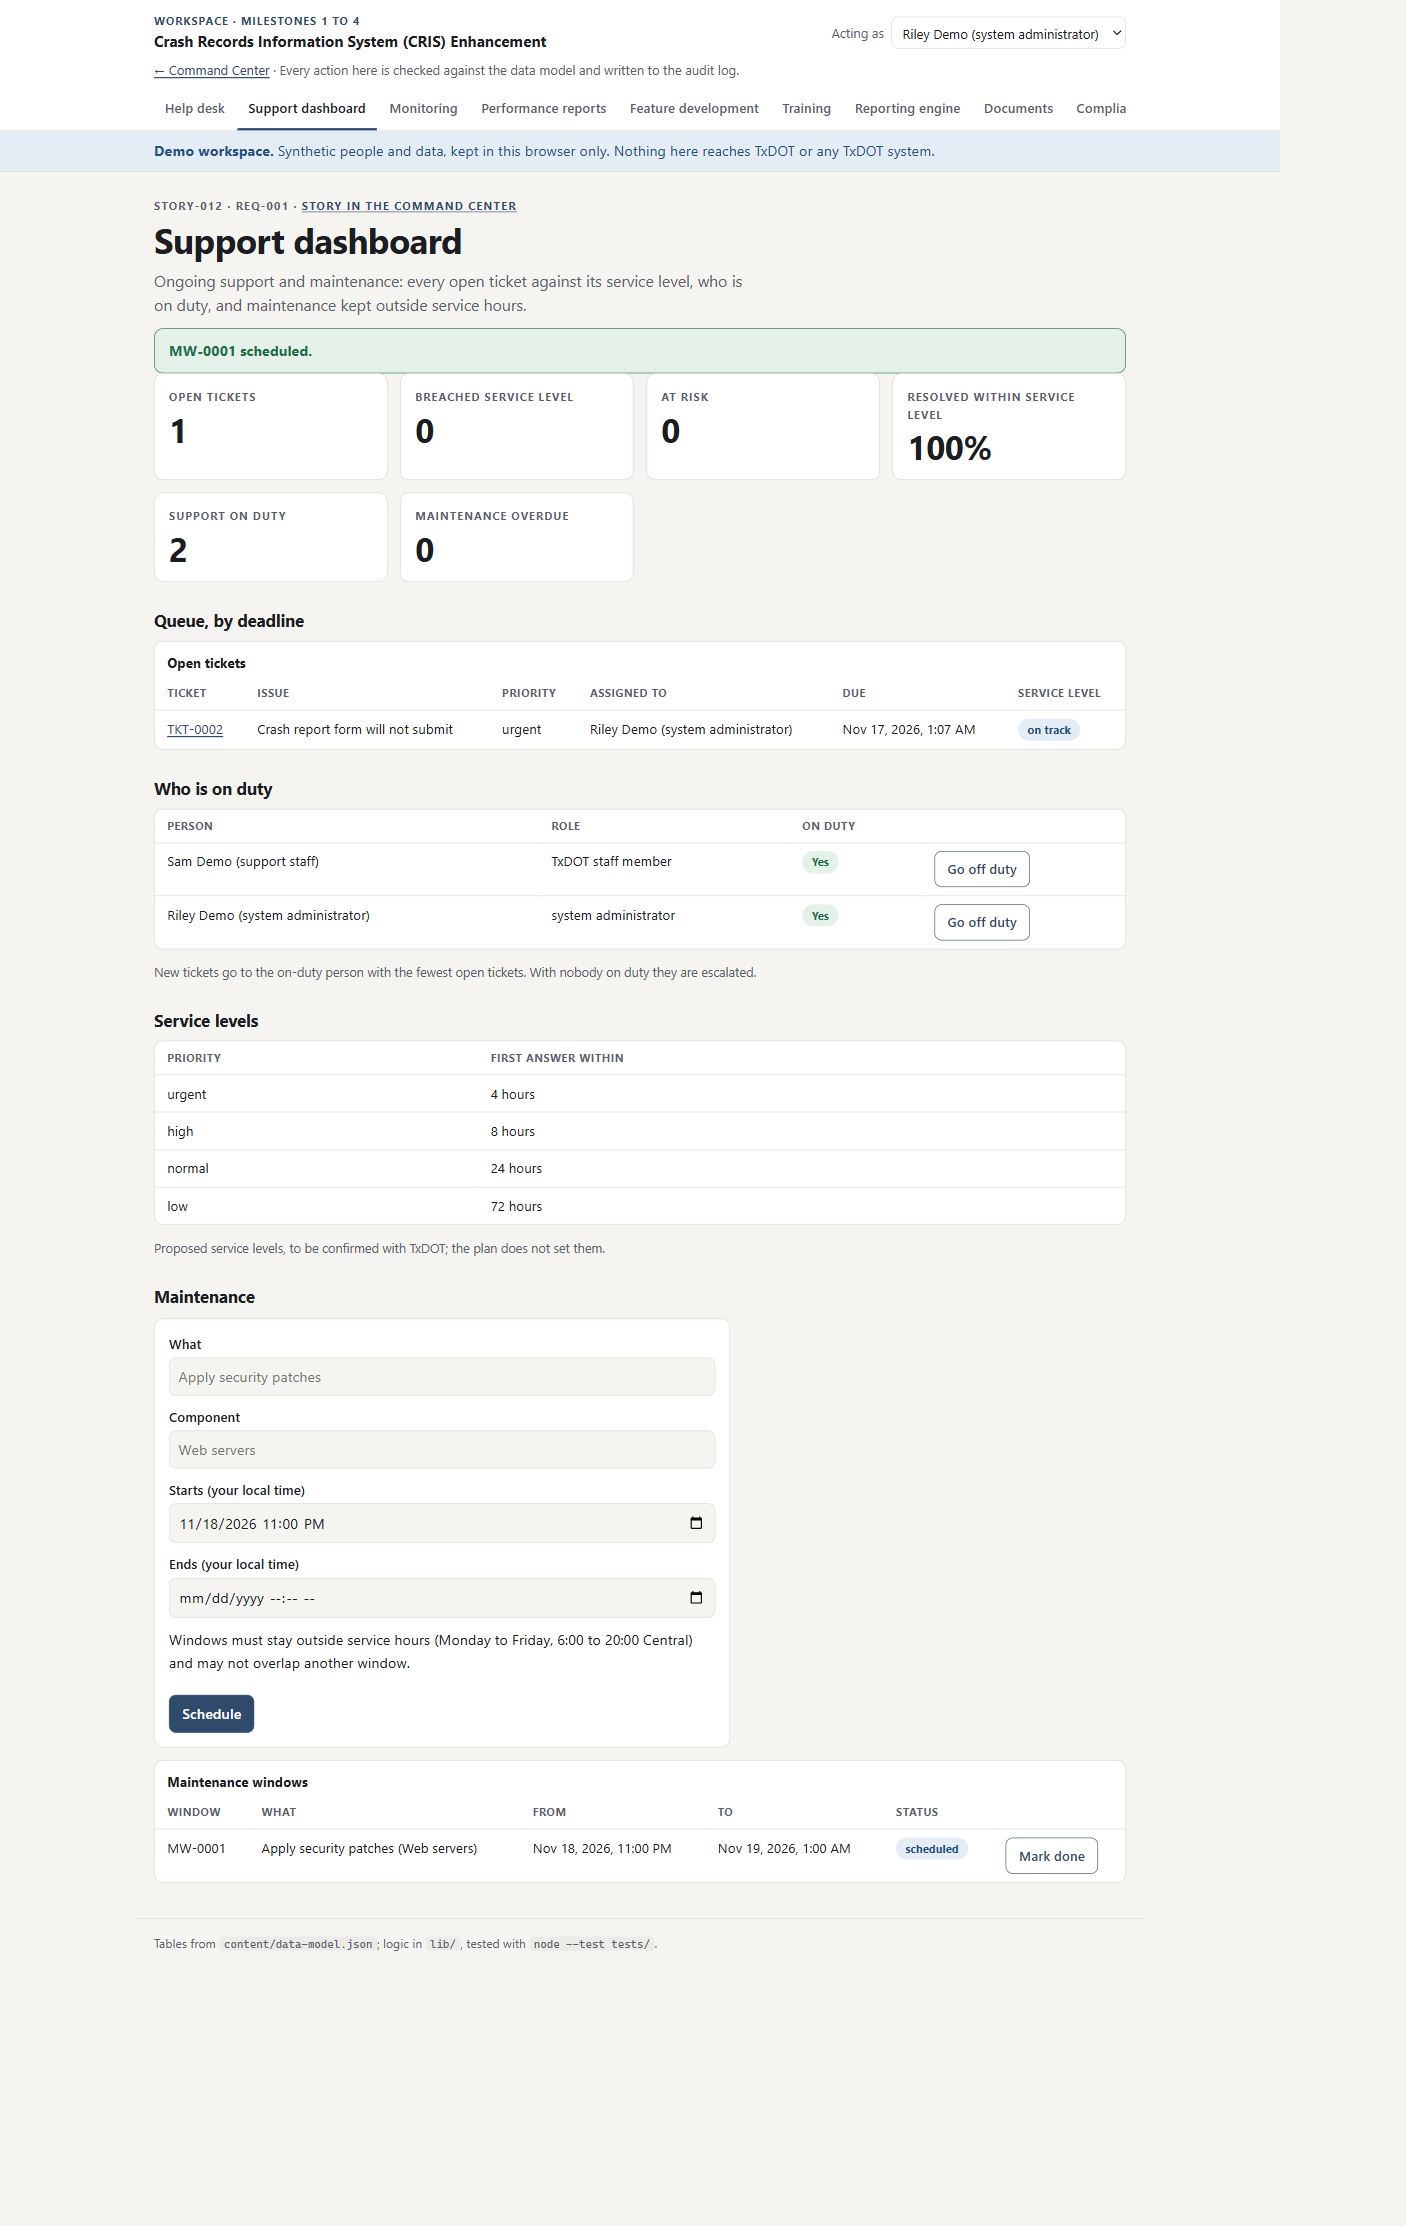 WORKSPACE · MILESTONES 1 TO 4
Crash Records Information System (CRIS) Enhancement
Acting as
Riley Demo (system administrator)
← Command Center · Every action here is checked against the data model and written to the audit log.
Help desk Support dashboard Monitoring Performance reports Feature development Training Reporting engine Documents Complia
Demo workspace. Synthetic people and data, kept in this browser only. Nothing here reaches TxDOT or any TxDOT system.
STORY-012 · REQ-001 · STORY IN THE COMMAND CENTER
Support dashboard
Ongoing support and maintenance: every open ticket against its service level, who is
on duty, and maintenance kept outside service hours.
MW-0001 scheduled.
OPEN TICKETS
1
BREACHED SERVICE LEVEL
0
AT RISK
0
RESOLVED WITHIN SERVICE
LEVEL
100%
SUPPORT ON DUTY
2
MAINTENANCE OVERDUE
0
Queue, by deadline
Open tickets
TICKET ISSUE PRIORITY ASSIGNED TO DUE SERVICE LEVEL
TKT-0002 Crash report form will not submit urgent Riley Demo (system administrator) Nov 17, 2026, 1:07 AM on track
Who is on duty
PERSON ROLE ON DUTY
Sam Demo (support staff) TxDOT staff member Yes Go off duty
Riley Demo (system administrator) system administrator Yes Go off duty
New tickets go to the on-duty person with the fewest open tickets. With nobody on duty they are escalated.
Service levels
PRIORITY FIRST ANSWER WITHIN
urgent 4 hours
high 8 hours
normal 24 hours
low 72 hours
Proposed service levels, to be confirmed with TxDOT; the plan does not set them.
Maintenance
What
Apply security patches
Component
Web servers
Starts (your local time)
11/18/2026 11:00 PM
Ends (your local time)
mm/dd/yyyy --:-- --
Windows must stay outside service hours (Monday to Friday, 6:00 to 20:00 Central)
and may not overlap another window.
Schedule
Maintenance windows
WINDOW WHAT FROM TO STATUS
MW-0001 Apply security patches (Web servers) Nov 18, 2026, 11:00 PM Nov 19, 2026, 1:00 AM scheduled Mark done
Tables from content/data-model.json; logic in lib/, tested with node --test tests/.